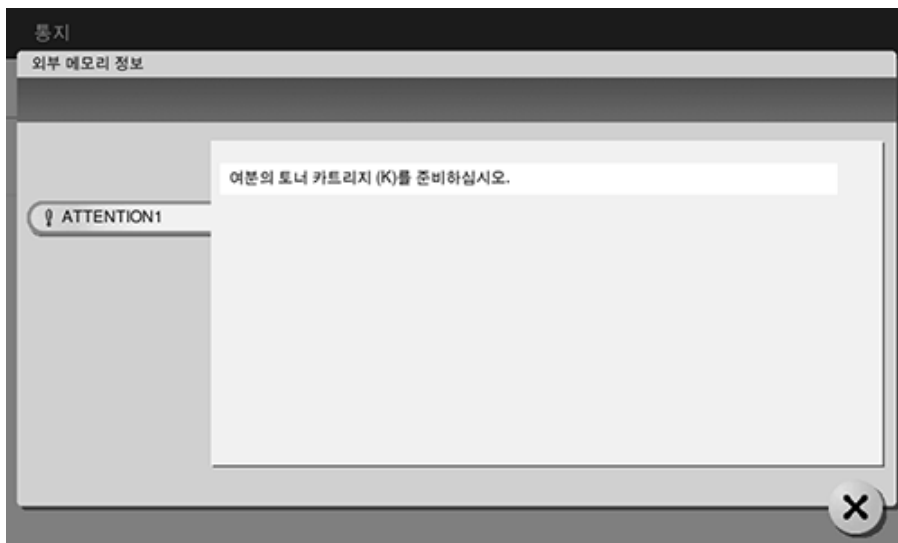 통지
외부 메모리 정보
여분의 토너 카트리지 (K)를 준비하십시오.
ATTENTION1